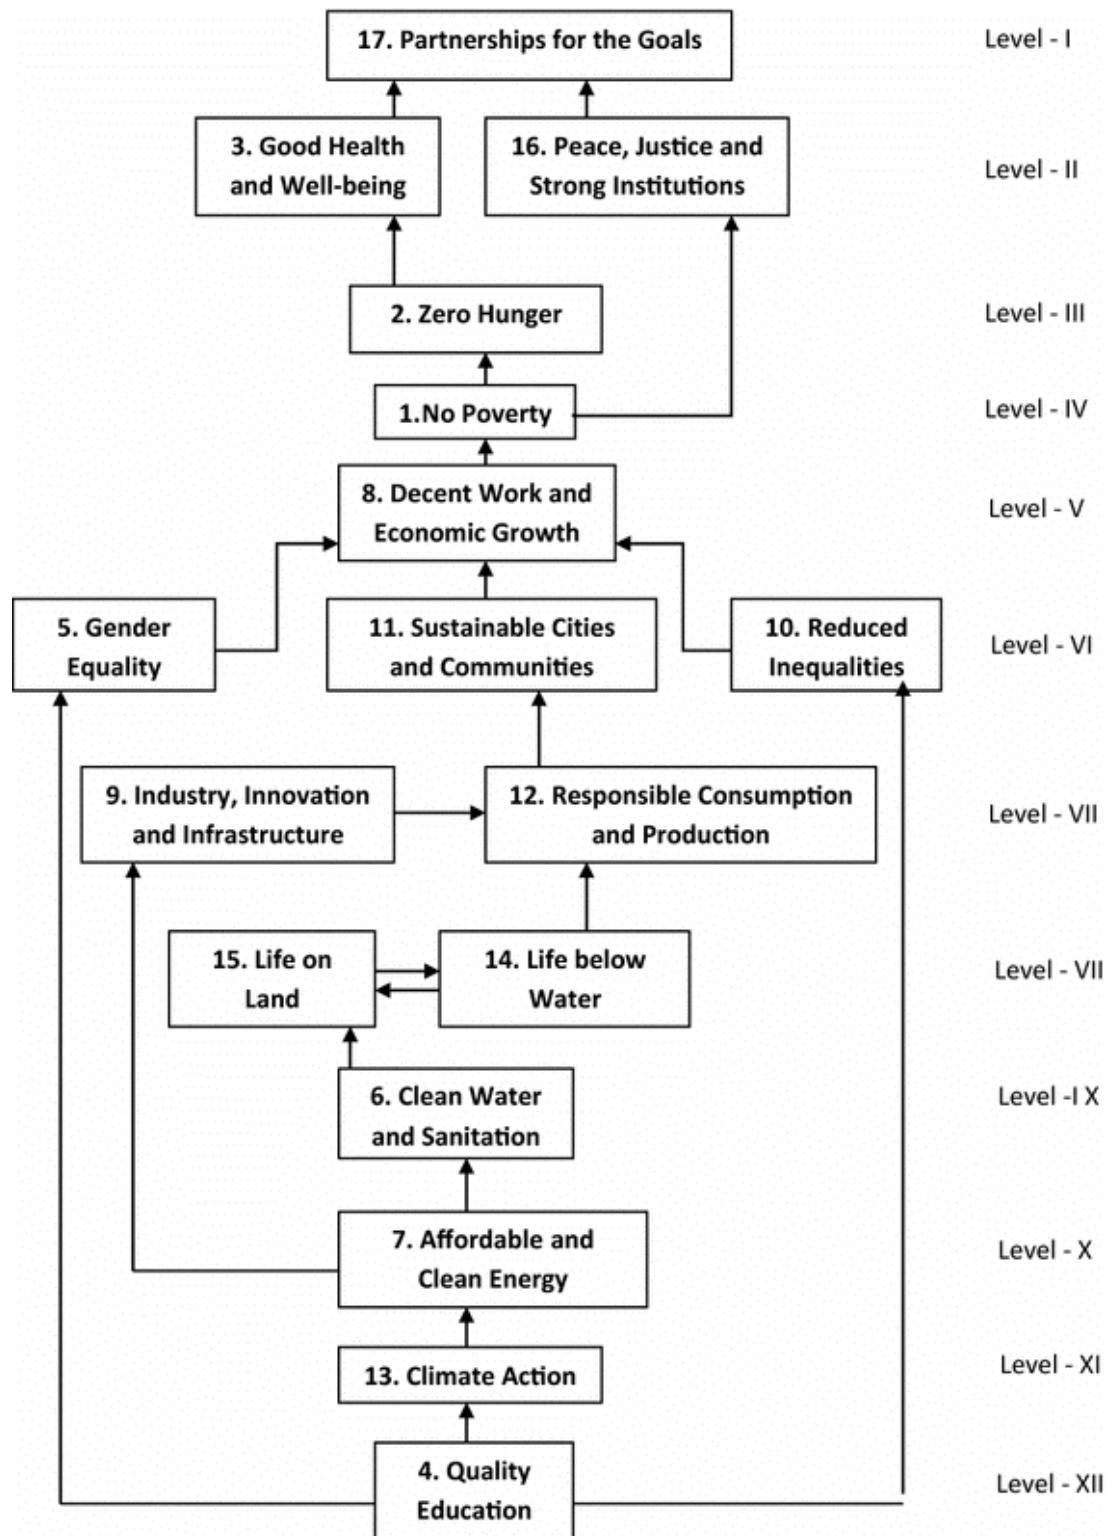 17. Partnerships for the Goals
Level - I
3. Good Health
and Well-being
16. Peace, Justice and
Strong Institutions
Level - II
2. Zero Hunger
Level - III
1.No Poverty
Level - IV
8. Decent Work and
Economic Growth
Level - V
5. Gender
Equality
11. Sustainable Cities
and Communities
10. Reduced
Inequalities
Level - VI
9. Industry, Innovation
and Infrastructure
12. Responsible Consumption
and Production
Level - VII
15. Life on
Land
14. Life below
Water
Level - VII
6. Clean Water
and Sanitation
Level -I X
7. Affordable and
Clean Energy
Level - X
13. Climate Action
Level - XI
4. Quality
Education
Level - XII